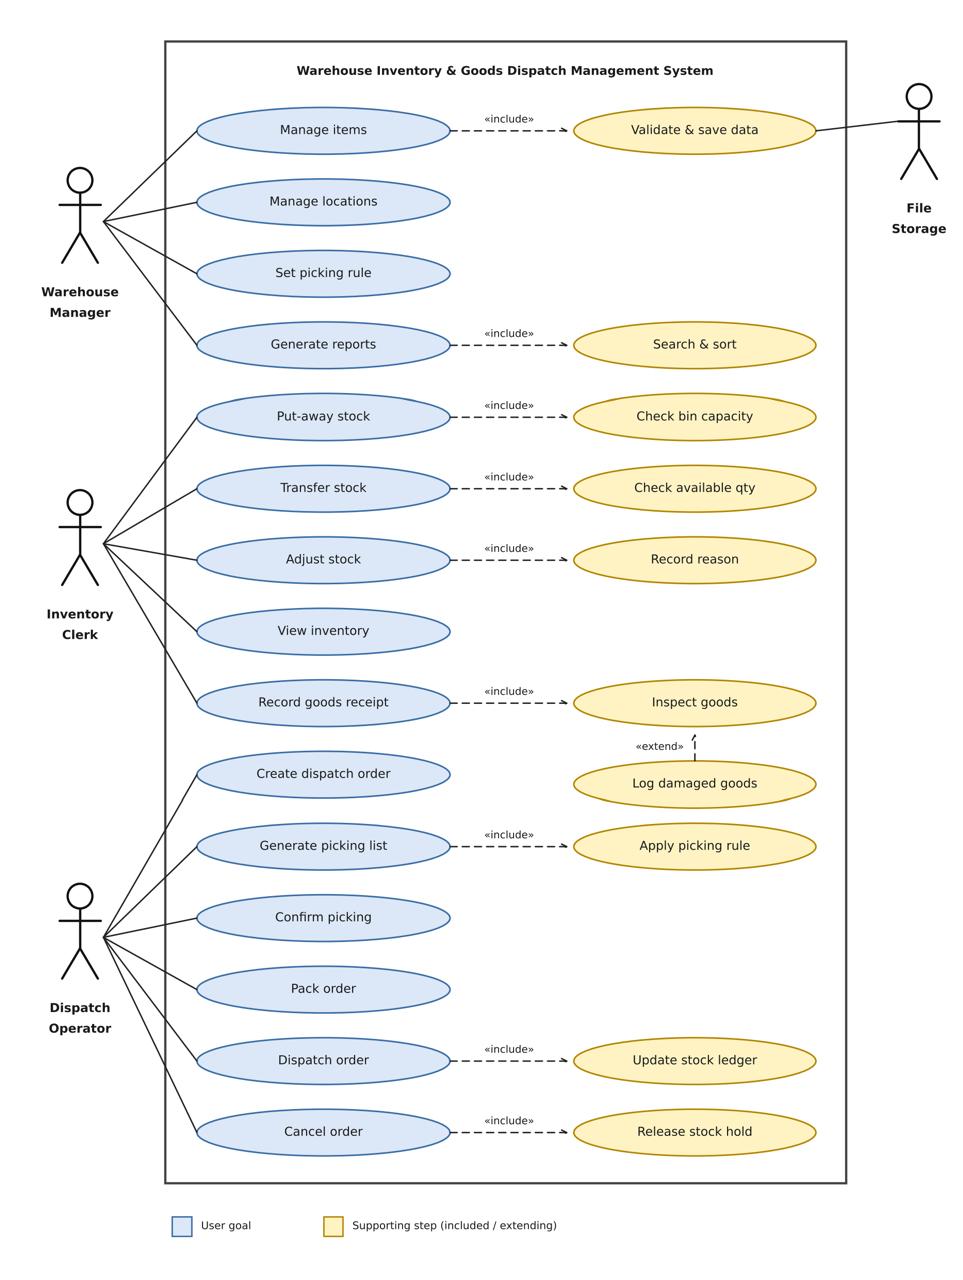 Warehouse Inventory & Goods Dispatch Management System
Manage items
«include»
Validate & save data
File
Storage
Manage locations
Warehouse
Manager
Set picking rule
Generate reports
«include»
Search & sort
Put-away stock
«include»
Check bin capacity
Transfer stock
«include»
Check available qty
Adjust stock
«include»
Record reason
Inventory
Clerk
View inventory
Record goods receipt
«include»
Inspect goods
«extend»
Create dispatch order
Log damaged goods
Generate picking list
«include»
Apply picking rule
Confirm picking
Pack order
Dispatch
Operator
Dispatch order
«include»
Update stock ledger
Cancel order
«include»
Release stock hold
User goal
Supporting step (included / extending)